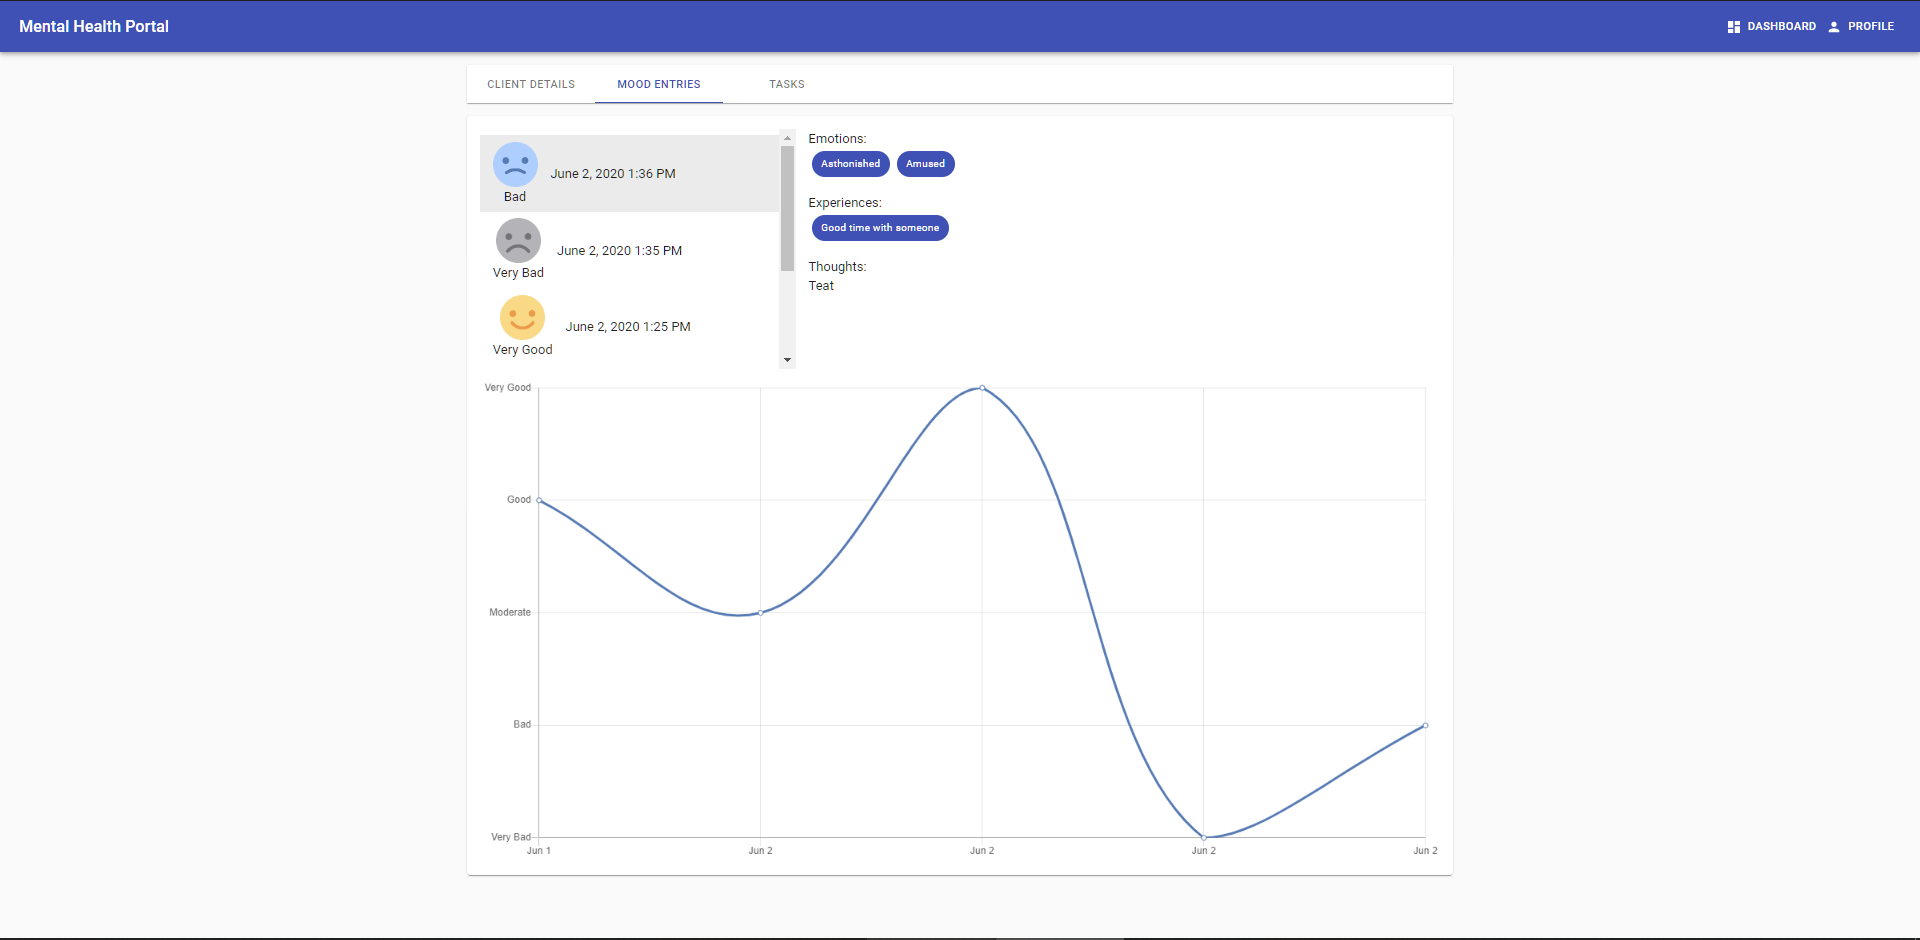 Mental Health Portal
DASHBOARD
PROFILE
CLIENT DETAILS
MOOD ENTRIES
TASKS
June 2, 2020 1:36 PM
Bad
June 2, 2020 1:35 PM
Very Bad
June 2, 2020 1:25 PM
Very Good
Emotions:
Asthonished
Amused
Experiences:
Good time with someone
Thoughts:
Teat
Very Good
Good
Moderate
Bad
Very Bad
Jun 1
Jun 2
Jun 2
Jun 2
Jun 2